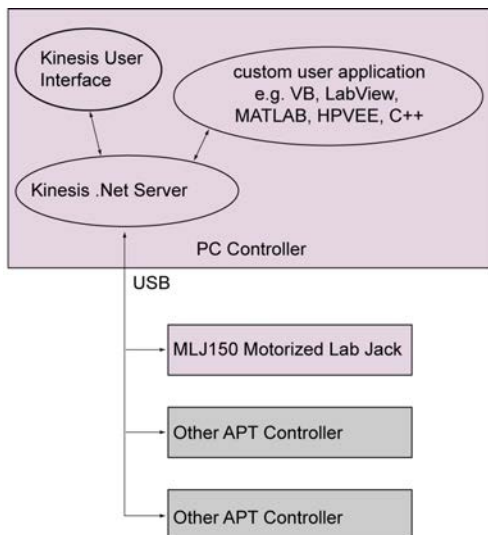 Kinesis User
Interface
custom user application
e.g. VB, LabView,
MATLAB, HPVEE, C++
Kinesis .Net Server
PC Controller
USB
MLJ150 Motorized Lab Jack
Other APT Controller
Other APT Controller